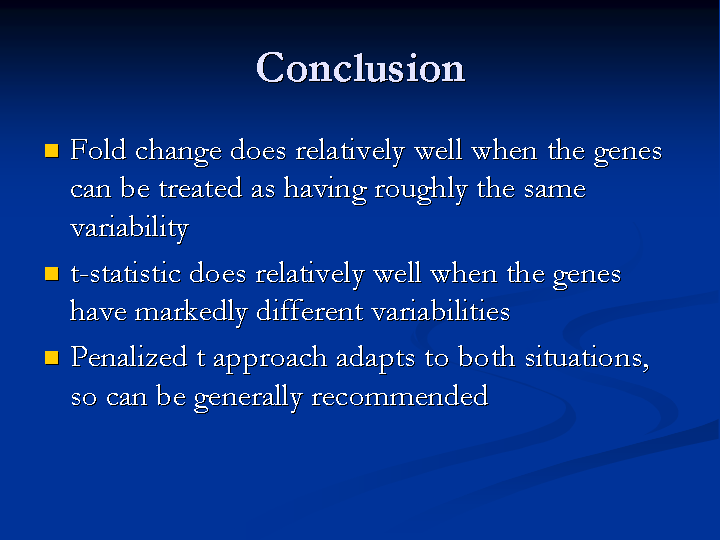 Conclusion
Fold change does relatively well when the genes
can be treated as having roughly the same
variability
t-statistic does relatively well when the genes
have markedly different variabilities
Penalized t approach adapts to both situations,
so can be generally recommended